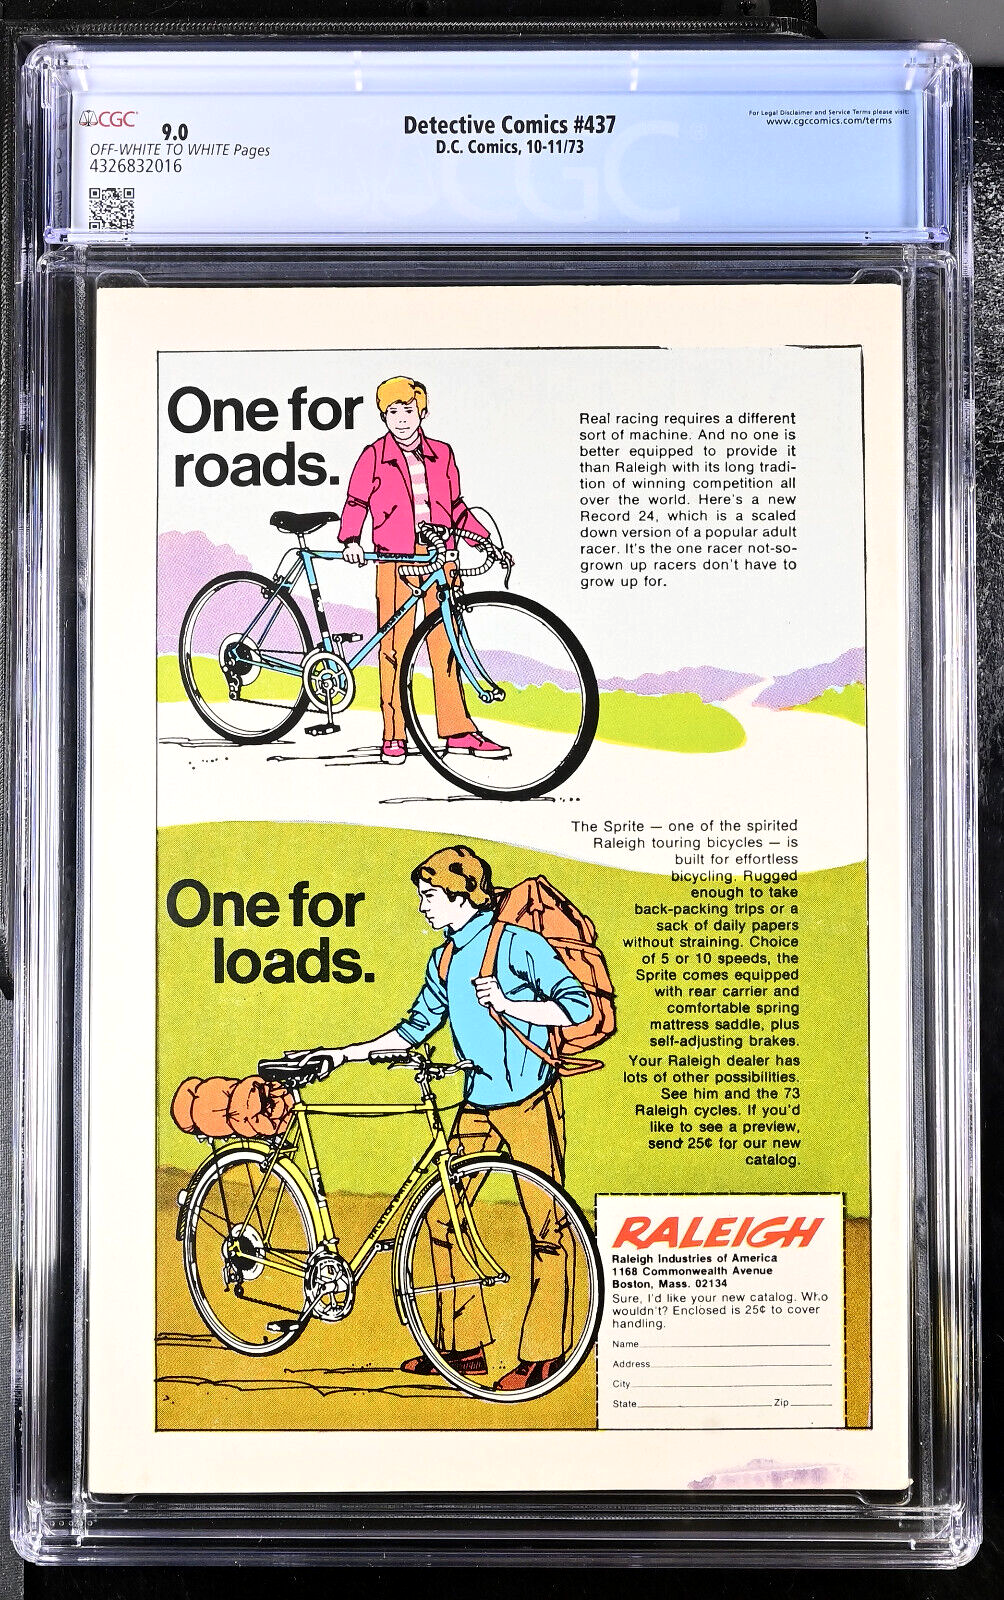 CGC
9.0
OFF-WHITE TO WHITE Pages
4326832016
Detective Comics #437
D.C. Comics, 10-11/73
For Legal Disclaimer and Service Terms please visit:
www.cgccomics.com/terms
CGC
One for
roads.
Real racing requires a different
sort of machine. And no one is
better equipped to provide it
than Raleigh with its long tradi-
tion of winning competition all
over the world. Here's a new
Record 24, which is a scaled
down version of a popular adult
racer. It's the one racer not-so-
grown up racers don't have to
grow up for.
RALEIGH
The Sprite — one of the spirited
Raleigh touring bicycles — is
built for effortless
bicycling. Rugged
enough to take
back-packing trips or a
sack of daily papers
without straining. Choice
of 5 or 10 speeds, the
Sprite comes equipped
with rear carrier and
comfortable spring
mattress saddle, plus
self-adjusting brakes.
Your Raleigh dealer has
lots of other possibilities.
See him and the 73
Raleigh cycles. If you'd
like to see a preview,
send 25¢ for our new
catalog.
One for
loads.
RALEIGH SPRITE
RALEIGH
Raleigh Industries of America
1168 Commonwealth Avenue
Boston, Mass. 02134
Sure, I'd like your new catalog. Who
wouldn't? Enclosed is 25¢ to cover
handling.
Name
Address
City
State Zip